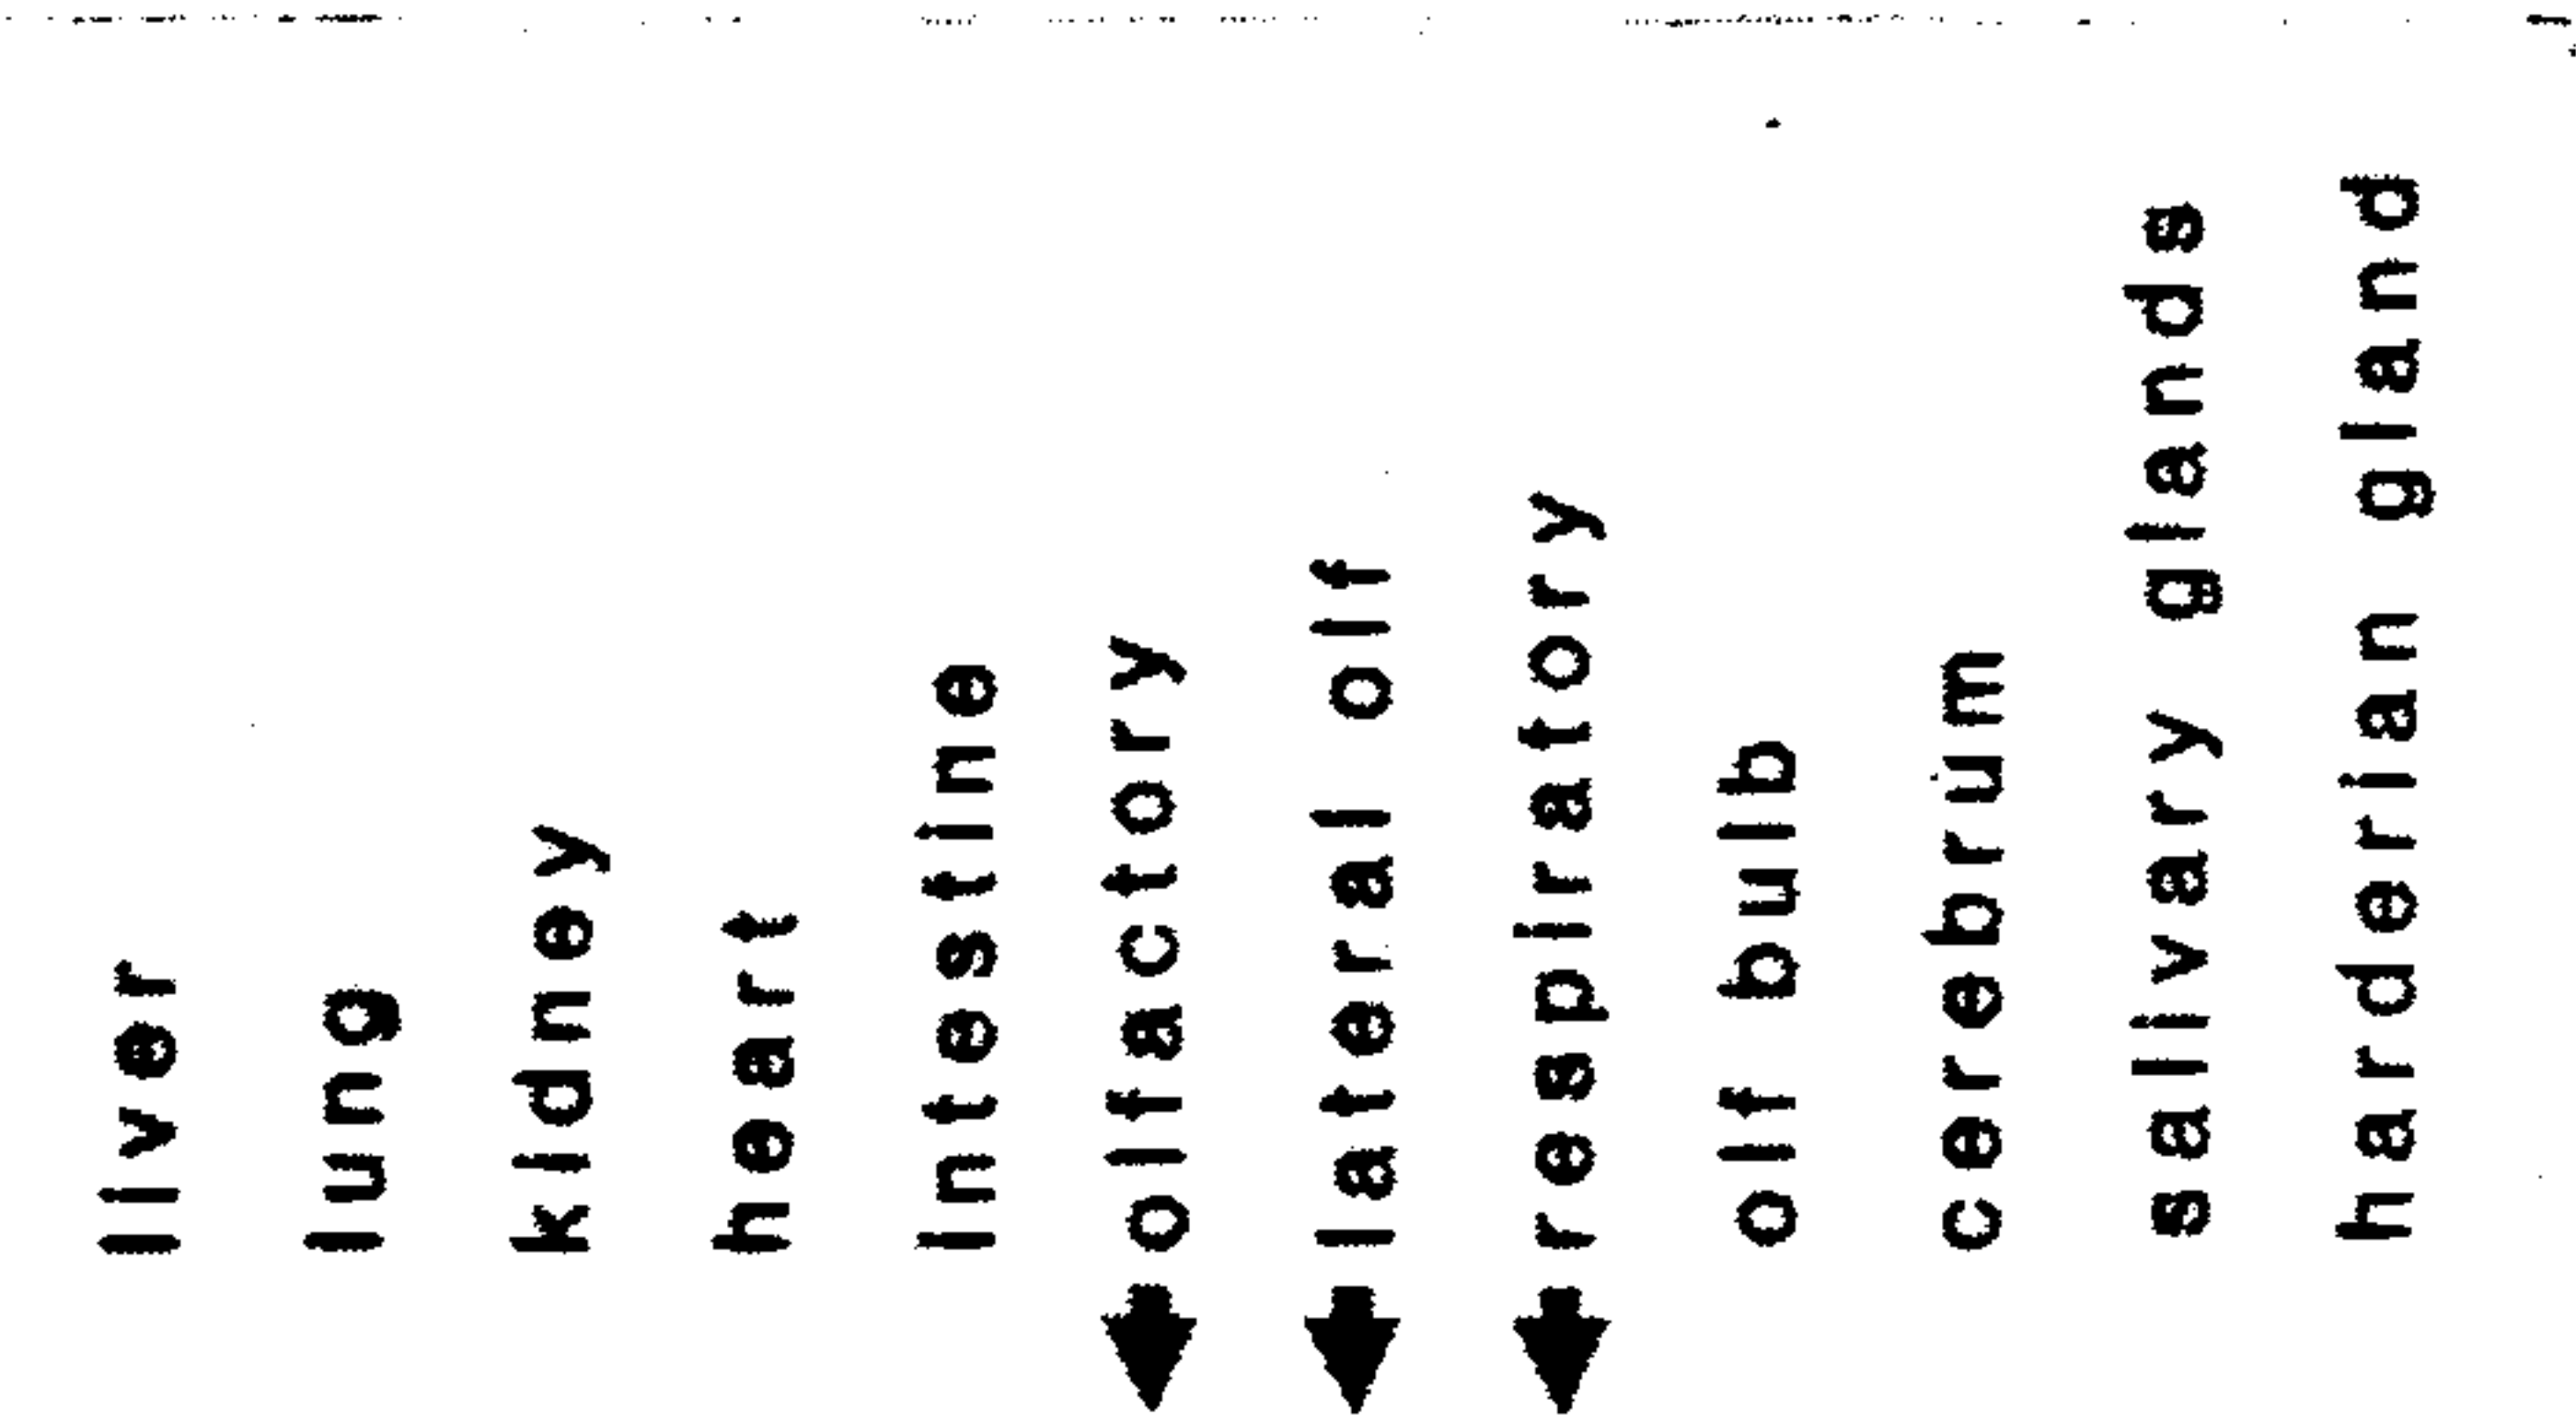 liver
lung
kidney
heart
intestine
olfactory
lateral olf
respiratory
olf bulb
cerebrum
salivary glands
harderian gland